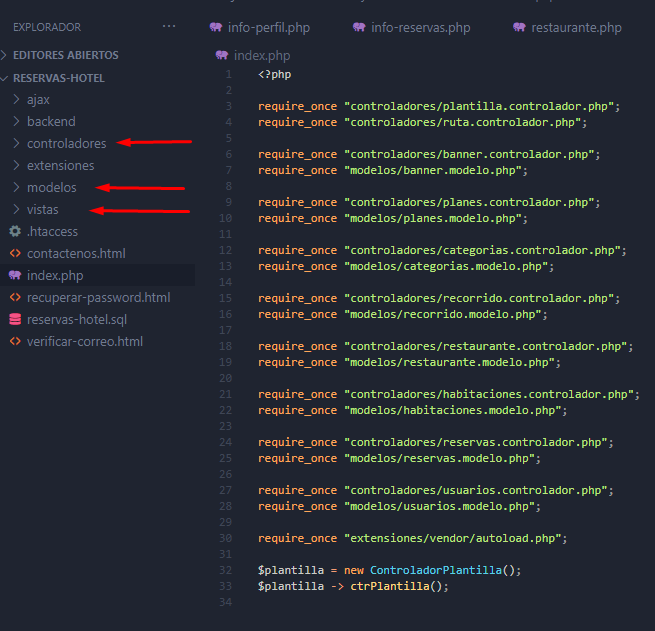 EXPLORADOR
···
EDITORES ABIERTOS
RESERVAS-HOTEL
ajax
backend
controladores
extensiones
modelos
vistas
.htaccess
contactenos.html
index.php
recuperar-password.html
reservas-hotel.sql
verificar-correo.html
info-perfil.php
info-reservas.php
restaurante.php
index.php
1 <?php
2
3 require_once "controladores/plantilla.controlador.php";
4 require_once "controladores/ruta.controlador.php";
5
6 require_once "controladores/banner.controlador.php";
7 require_once "modelos/banner.modelo.php";
8
9 require_once "controladores/planes.controlador.php";
10 require_once "modelos/planes.modelo.php";
11
12 require_once "controladores/categorias.controlador.php";
13 require_once "modelos/categorias.modelo.php";
14
15 require_once "controladores/recorrido.controlador.php";
16 require_once "modelos/recorrido.modelo.php";
17
18 require_once "controladores/restaurante.controlador.php";
19 require_once "modelos/restaurante.modelo.php";
20
21 require_once "controladores/habitaciones.controlador.php";
22 require_once "modelos/habitaciones.modelo.php";
23
24 require_once "controladores/reservas.controlador.php";
25 require_once "modelos/reservas.modelo.php";
26
27 require_once "controladores/usuarios.controlador.php";
28 require_once "modelos/usuarios.modelo.php";
29
30 require_once "extensiones/vendor/autoload.php";
31
32 $plantilla = new ControladorPlantilla();
33 $plantilla -> ctrPlantilla();
34